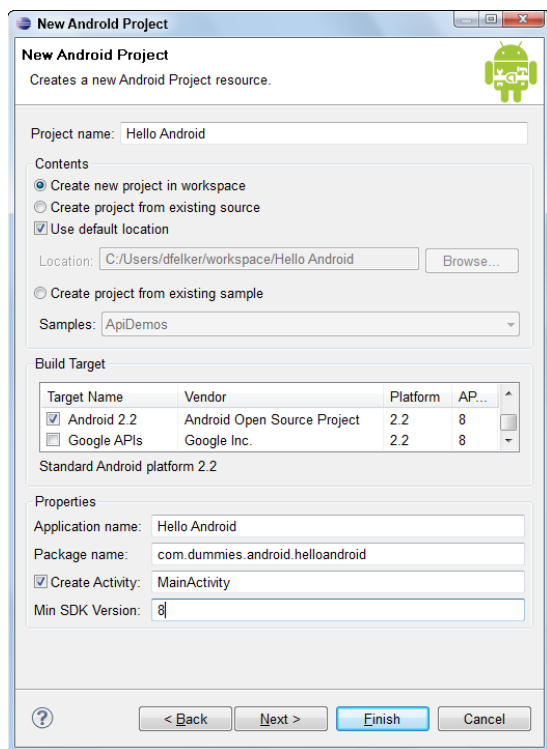 New Android Project
New Android Project
Creates a new Android Project resource.
Project name: Hello Android
Contents
Create new project in workspace
Create project from existing source
Use default location
Location: C:/Users/dfelker/workspace/Hello Android Browse...
Create project from existing sample
Samples: ApiDemos
Build Target
Target Name Vendor Platform AP...
Android 2.2 Android Open Source Project 2.2 8
Google APIs Google Inc. 2.2 8
Standard Android platform 2.2
Properties
Application name: Hello Android
Package name: com.dummies.android.helloandroid
Create Activity: MainActivity
Min SDK Version: 8
? < Back Next > Finish Cancel